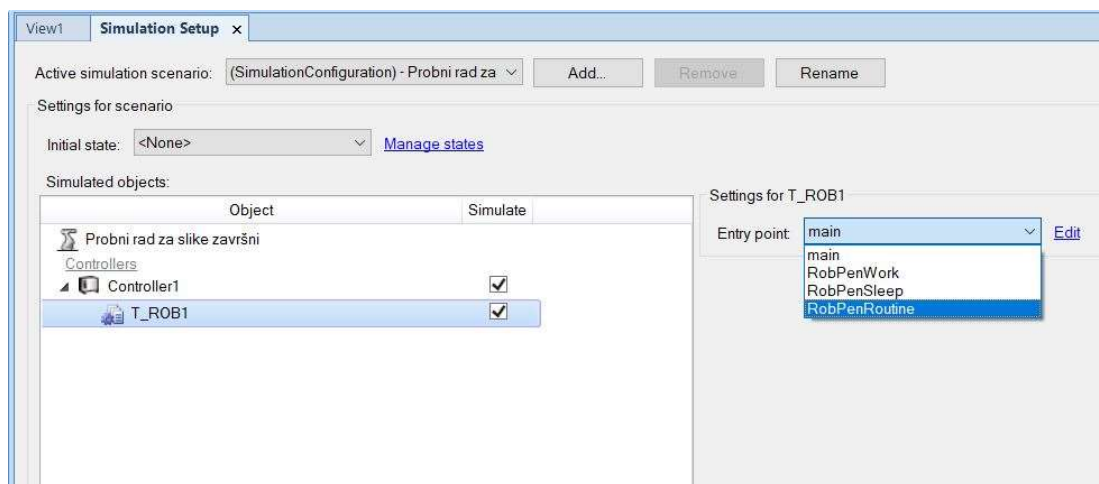 View1 Simulation Setup x
Active simulation scenario: (SimulationConfiguration) - Probni rad za Add... Remove Rename
Settings for scenario
Initial state: <None> Manage states
Simulated objects:
Object Simulate
Probni rad za slike završni
Controllers
Controller1
T_ROB1
Settings for T_ROB1
Entry point: main Edit
main
RobPenWork
RobPenSleep
RobPenRoutine